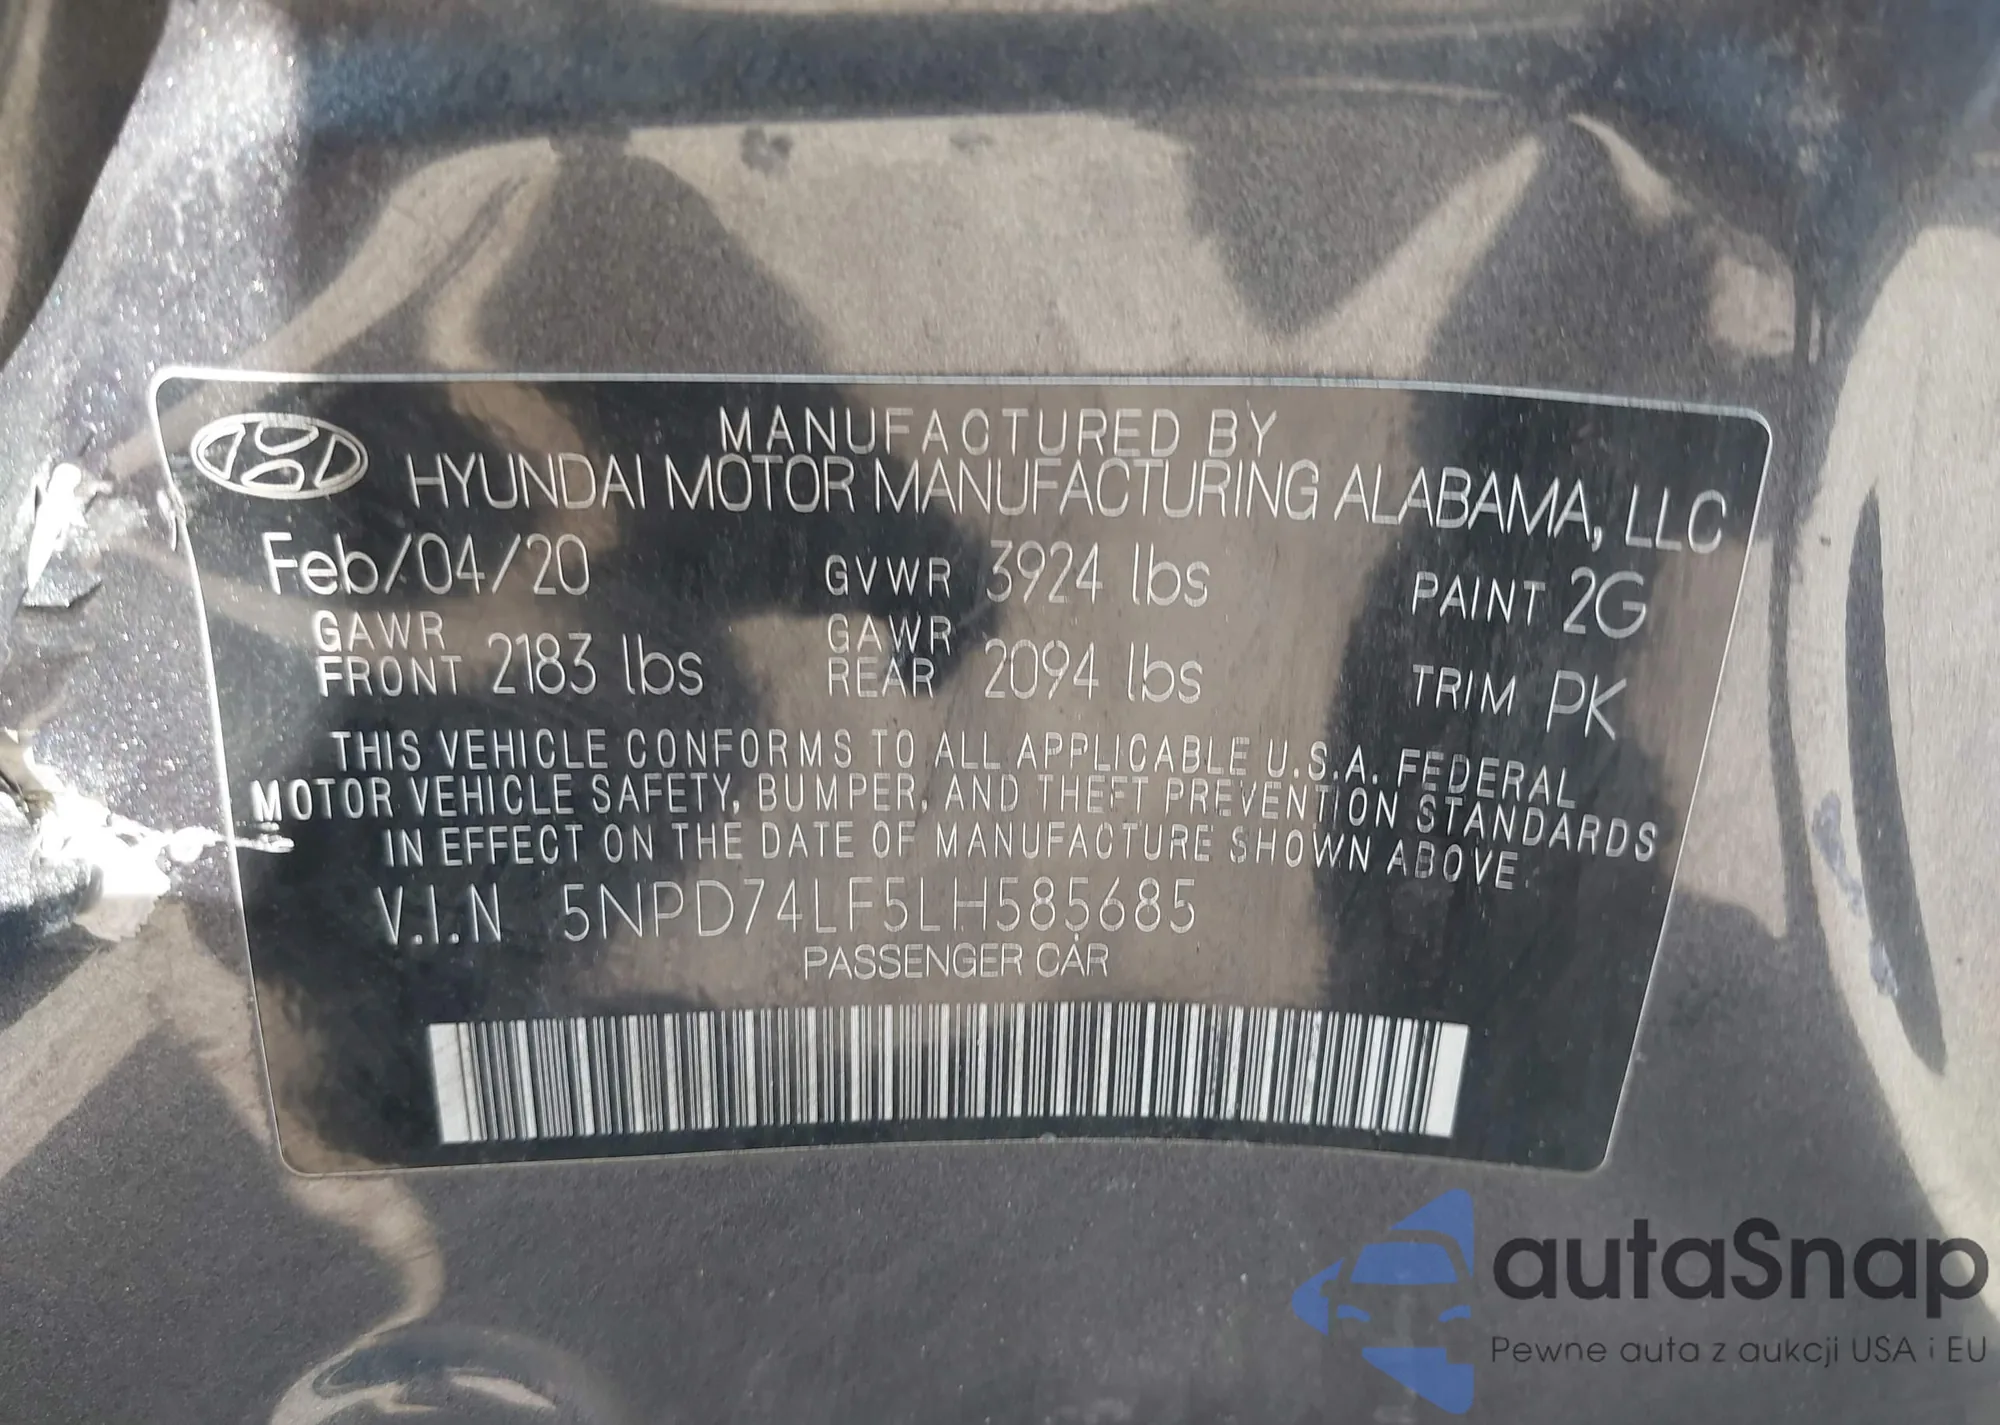 MANUFACTURED BY
HYUNDAI MOTOR MANUFACTURING ALABAMA, LLC
Feb/04/20 GVWR 3924 lbs PAINT 2G
GAWR FRONT 2183 lbs GAWR REAR 2094 lbs TRIM PK
THIS VEHICLE CONFORMS TO ALL APPLICABLE U.S.A. FEDERAL
MOTOR VEHICLE SAFETY, BUMPER, AND THEFT PREVENTION STANDARDS
IN EFFECT ON THE DATE OF MANUFACTURE SHOWN ABOVE.
V.I.N 5NPD74LF5LH585685
PASSENGER CAR
autaSnap
Pewne auta z aukcji USA i EU